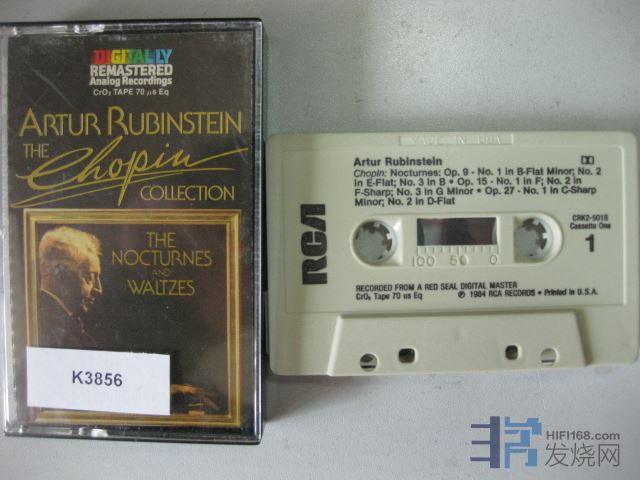 DIGITALLY
REMASTERED
Analog Recordings
CrO₂ TAPE 70 μs Eq
ARTUR RUBINSTEIN
THE
Chopin
COLLECTION
THE
NOCTURNES
AND
WALTZES
K3856
MADE IN USA
Artur Rubinstein
Chopin: Nocturnes: Op. 9 - No. 1 in B-Flat Minor; No. 2
in E-Flat; No. 3 in B • Op. 15 - No. 1 in F; No. 2 in
F-Sharp; No. 3 in G Minor • Op. 27 - No. 1 in C-Sharp
Minor; No. 2 in D-Flat
RCA
CRK2-5018
Cassette One
1
100 50 0
RECORDED FROM A RED SEAL DIGITAL MASTER
CrO₂ Tape 70 us Eq
℗ 1984 RCA RECORDS • Printed in U.S.A.
HIFI168.com
发烧网